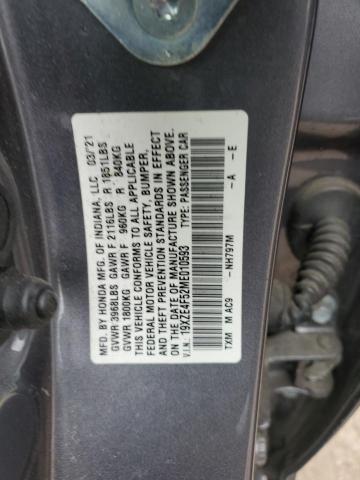 MFD. BY HONDA MFG. OF INDIANA, LLC 03/21
GVWR 3968LBS GAWR F 2116LBS R 1851LBS
GVWR 1800KG GAWR F 960KG R 840KG
THIS VEHICLE CONFORMS TO ALL APPLICABLE
FEDERAL MOTOR VEHICLE SAFETY, BUMPER,
AND THEFT PREVENTION STANDARDS IN EFFECT
ON THE DATE OF MANUFACTURE SHOWN ABOVE.
V.I.N. 19XZE4F52ME010593 TYPE: PASSENGER CAR
NH797M -A -E
TXM M AC9